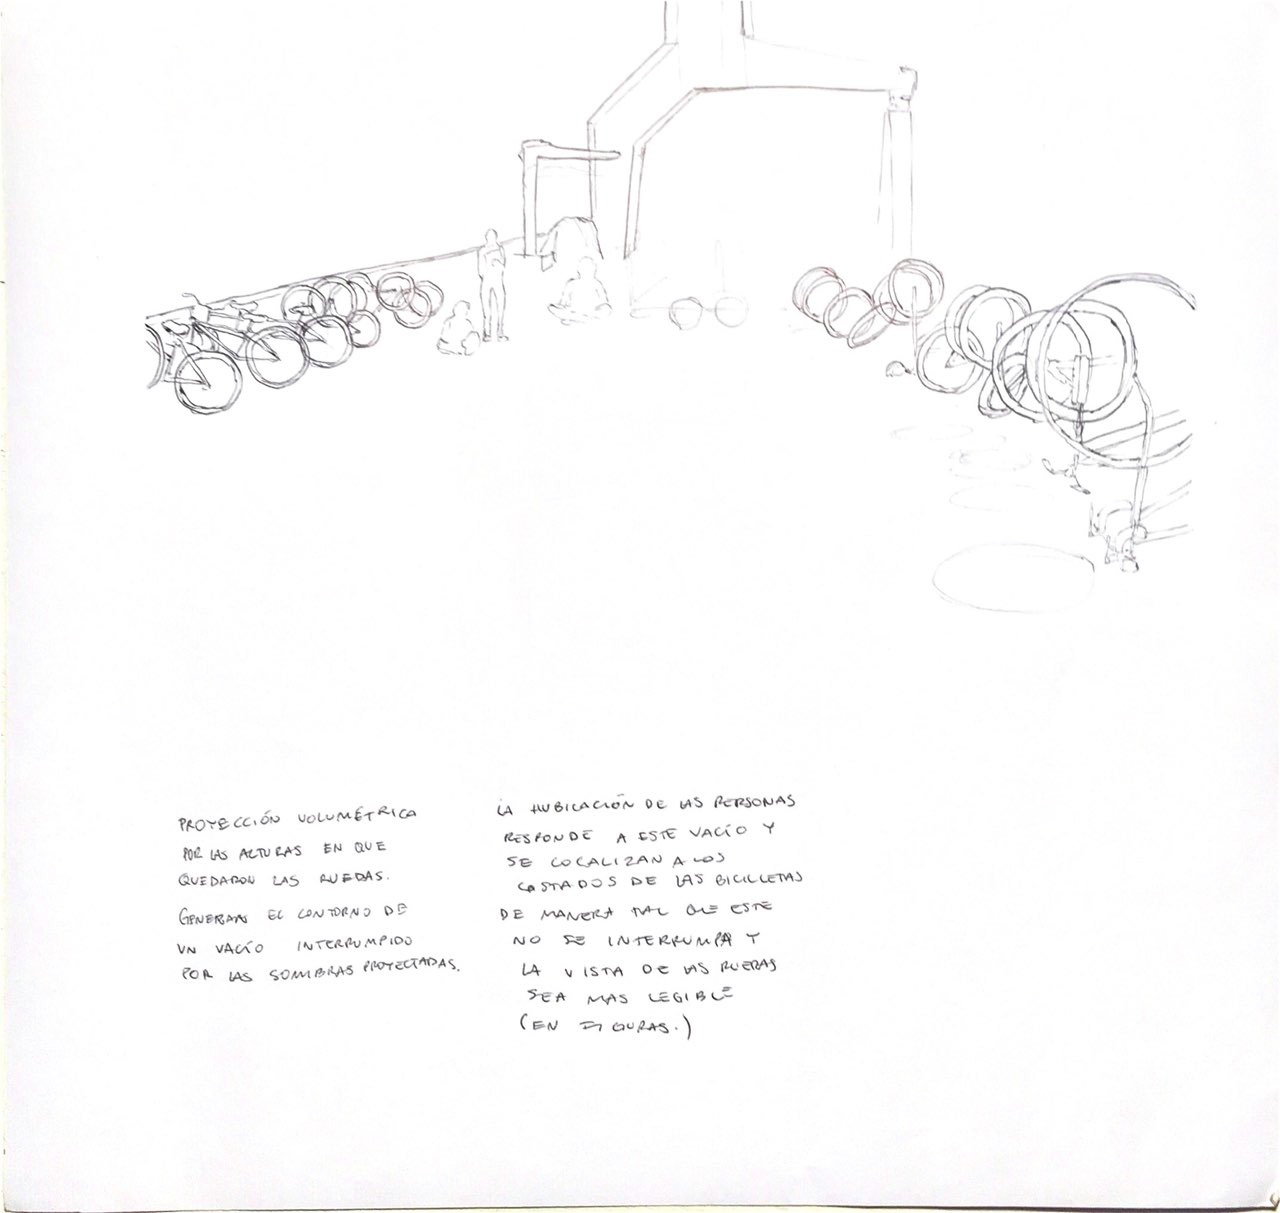 PROYECCIÓN VOLUMÉTRICA
POR LAS ALTURAS EN QUE
QUEDARON LAS RUEDAS.
GENERAN EL CONTORNO DE
UN VACÍO INTERRUMPIDO
POR LAS SOMBRAS PROYECTADAS.
LA HUBICACIÓN DE LAS PERSONAS
RESPONDE A ESTE VACÍO Y
SE LOCALIZAN A LOS
COSTADOS DE LAS BICICLETAS
DE MANERA TAL QUE ESTE
NO SE INTERRUMPA Y
LA VISTA DE LAS RUEDAS
SEA MAS LEGIBLE
(EN FIGURAS.)